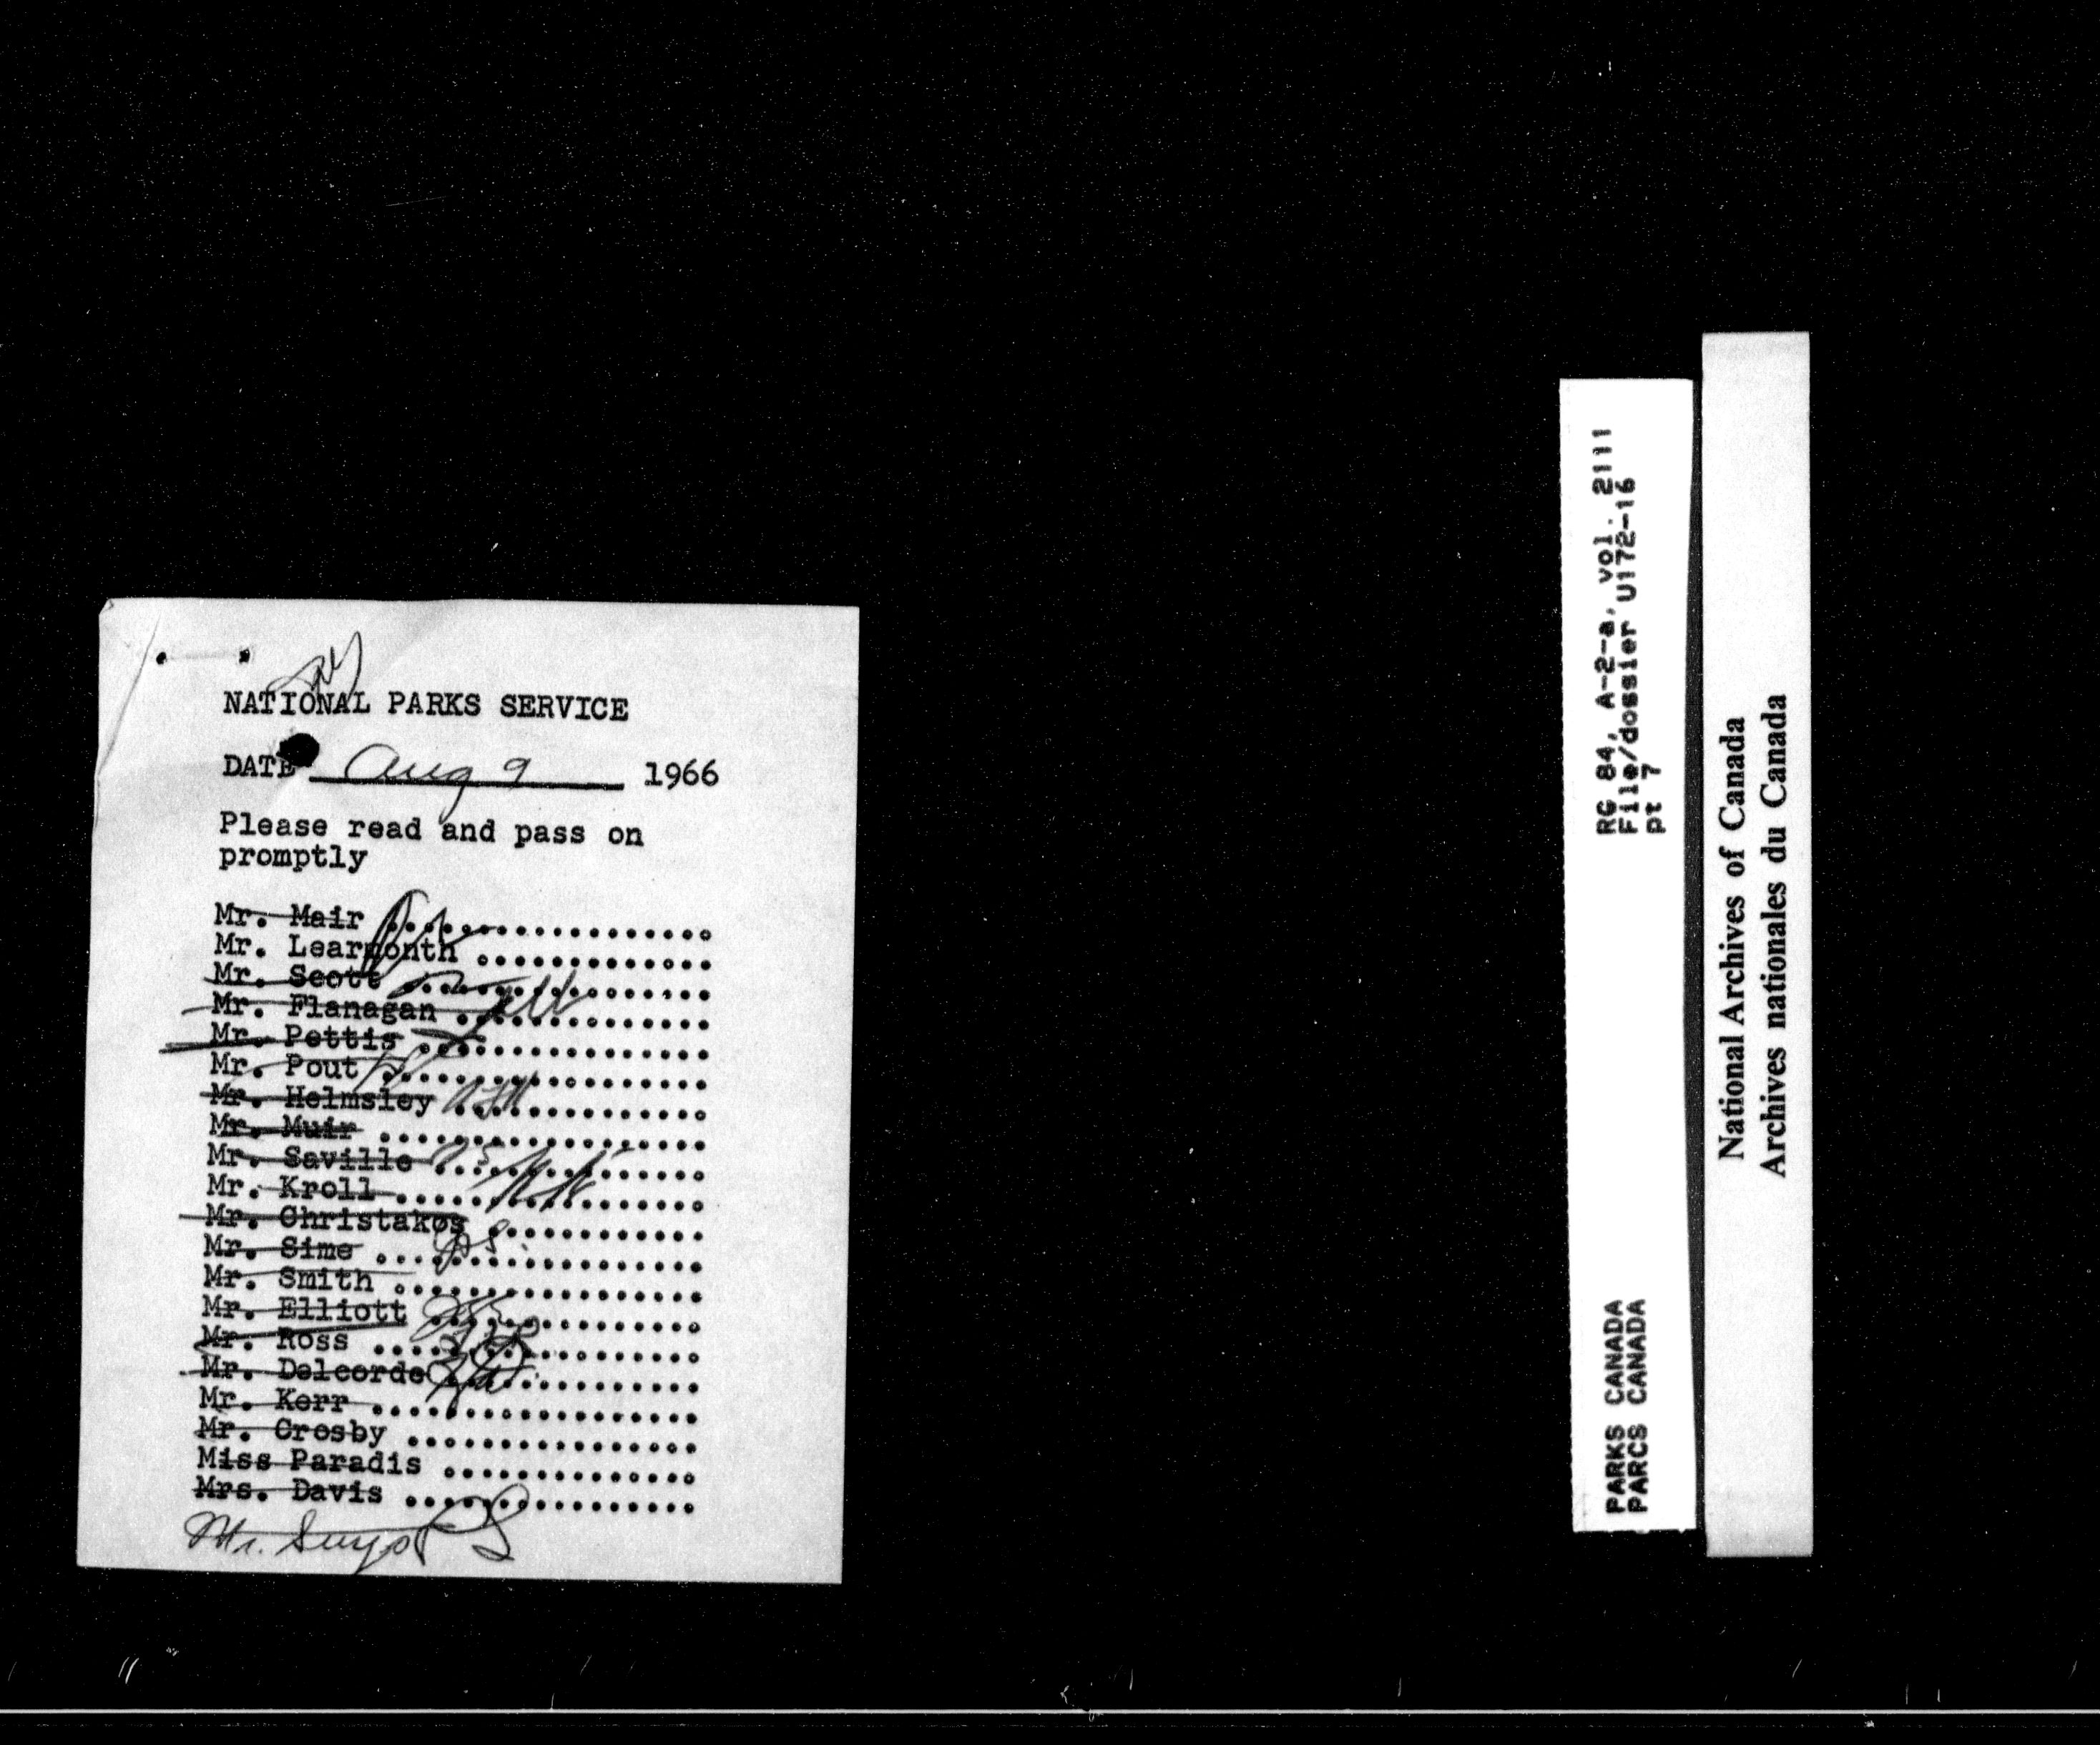 NATIONAL PARKS SERVICE
DATE Aug 9 1966
Please read and pass on
promptly
Mr. Mair ..................
Mr. Learmonth .............
Mr. Scott .................
Mr. Flanagan ..............
Mr. Pettis ................
Mr. Pout ..................
Mr. Helmsley ..............
Mr. Muir ..................
Mr. Saville ...............
Mr. Kroll .................
Mr. Christakos ............
Mr. Sime ..................
Mr. Smith .................
Mr. Elliott ...............
Mr. Ross ..................
Mr. Delcorde ..............
Mr. Kerr ..................
Mr. Crosby ................
Miss Paradis ..............
Mrs. Davis ................
Mr.
RG 84, A-2-a, vol. 2111
File/dossier U172-16
pt 7
PARKS CANADA
PARCS CANADA
National Archives of Canada
Archives nationales du Canada